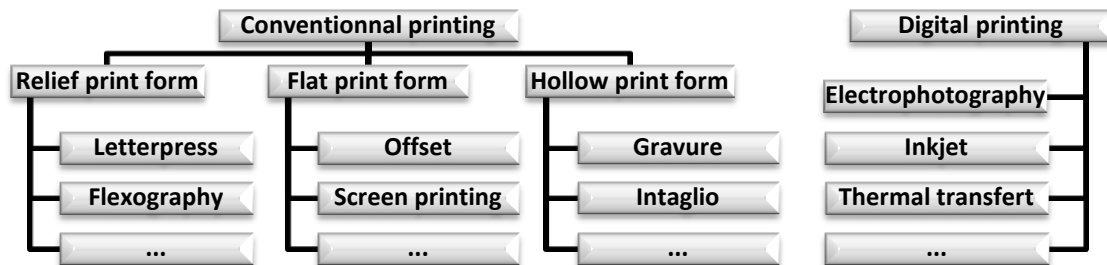 Conventionnal printing
Digital printing
Relief print form
Flat print form
Hollow print form
Electrophotography
Letterpress
Offset
Gravure
Inkjet
Flexography
Screen printing
Intaglio
Thermal transfert
...
...
...
...